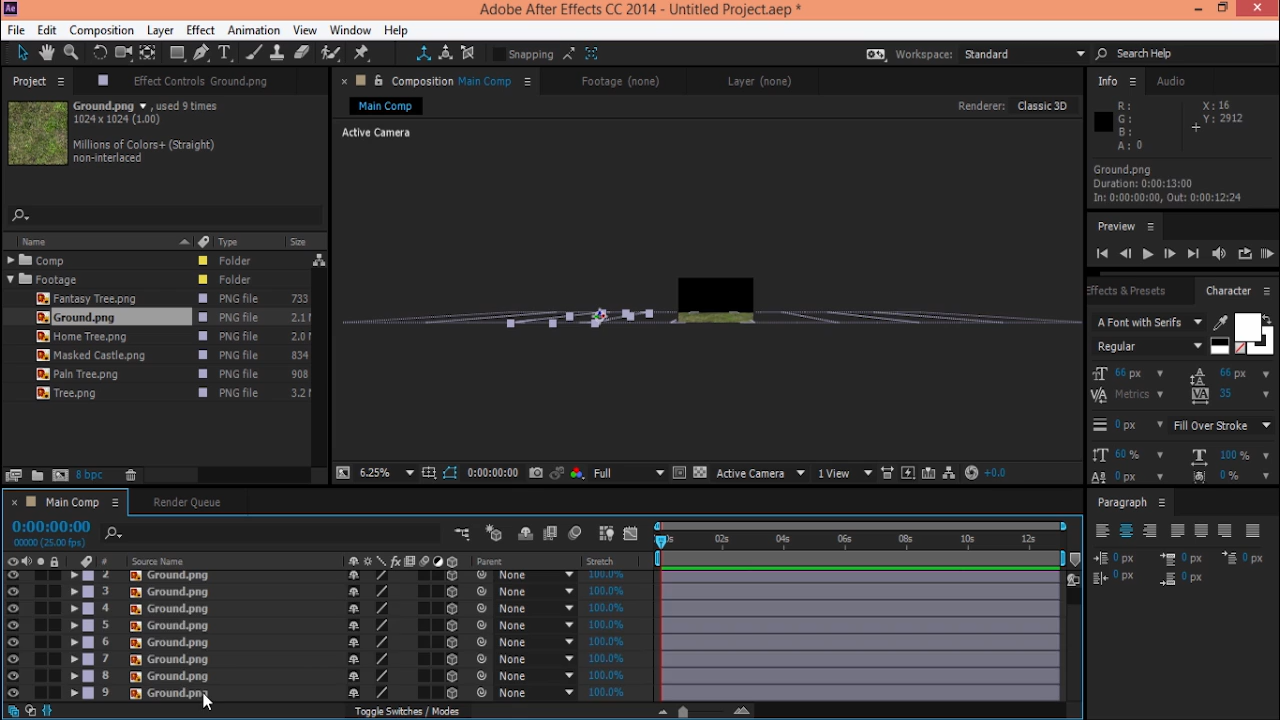 Ae Adobe After Effects CC 2014 - Untitled Project.aep *
File Edit Composition Layer Effect Animation View Window Help
Snapping Workspace: Standard Search Help
Project Effect Controls Ground.png Composition Main Comp Footage (none) Layer (none) Info Audio
Ground.png , used 9 times
1024 x 1024 (1.00)
Millions of Colors+ (Straight)
non-interlaced
Main Comp Renderer: Classic 3D
Active Camera
R :
G :
B :
A : 0
X : 16
Y : 2912
Ground.png
Duration: 0:00:13:00
In: 0:00:00:00, Out: 0:00:12:24
Preview
Name Type Size
Comp Folder
Footage Folder
Fantasy Tree.png PNG file 733
Ground.png PNG file 2.1
Home Tree.png PNG file 2.0
Masked Castle.png PNG file 834
Paln Tree.png PNG file 908
Tree.png PNG file 3.2
8 bpc
6.25% 0:00:00:00 Full Active Camera 1 View +0.0
Effects & Presets Character
A Font with Serifs
Regular
66 px 66 px
Metrics 35
0 px Fill Over Stroke
60 % 100 %
0 px 0 %
Main Comp Render Queue
0:00:00:00
00000 (25.00 fps)
02s 04s 06s 08s 10s 12s
# Source Name Parent Stretch
2 Ground.png None 100.0%
3 Ground.png None 100.0%
4 Ground.png None 100.0%
5 Ground.png None 100.0%
6 Ground.png None 100.0%
7 Ground.png None 100.0%
8 Ground.png None 100.0%
9 Ground.png None 100.0%
Toggle Switches / Modes
Paragraph
0 px 0 px 0 px
0 px 0 px